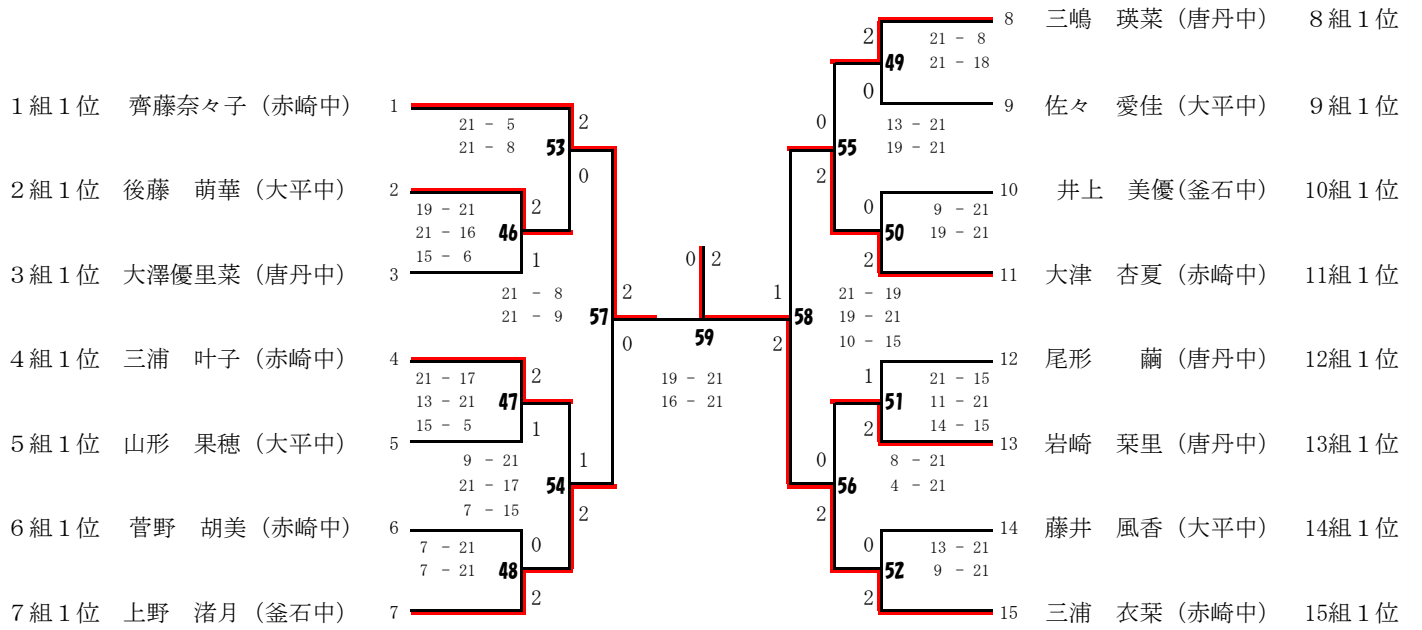 8 三嶋 瑛菜 (唐丹中) 8組1位
2 21 - 8
49 21 - 18
0
1組1位 齊藤奈々子 (赤崎中) 1
9 佐々 愛佳 (大平中) 9組1位
21 - 5 2
21 - 8 53
0 13 - 21
55 19 - 21
0
2
2組1位 後藤 萌華 (大平中) 2
10 井上 美優(釜石中) 10組1位
19 - 21 2
21 - 16 46
15 - 6
1
0 9 - 21
50 19 - 21
2
3組1位 大澤優里菜 (唐丹中) 3
0 2
11 大津 杏夏 (赤崎中) 11組1位
21 - 8 2
21 - 9 57
0
59
19 - 21
16 - 21
1 21 - 19
58 19 - 21
2 10 - 15
4組1位 三浦 叶子 (赤崎中) 4
12 尾形 繭 (唐丹中) 12組1位
21 - 17 2
13 - 21 47
15 - 5 1
1 21 - 15
51 11 - 21
2 14 - 15
5組1位 山形 果穂 (大平中) 5
13 岩崎 栞里 (唐丹中) 13組1位
9 - 21 1
21 - 17 54
7 - 15 2
0 8 - 21
56 4 - 21
2
6組1位 菅野 胡美 (赤崎中) 6
14 藤井 風香 (大平中) 14組1位
7 - 21 0
7 - 21 48
2
0 13 - 21
52 9 - 21
2
7組1位 上野 渚月 (釜石中) 7
15 三浦 衣栞 (赤崎中) 15組1位